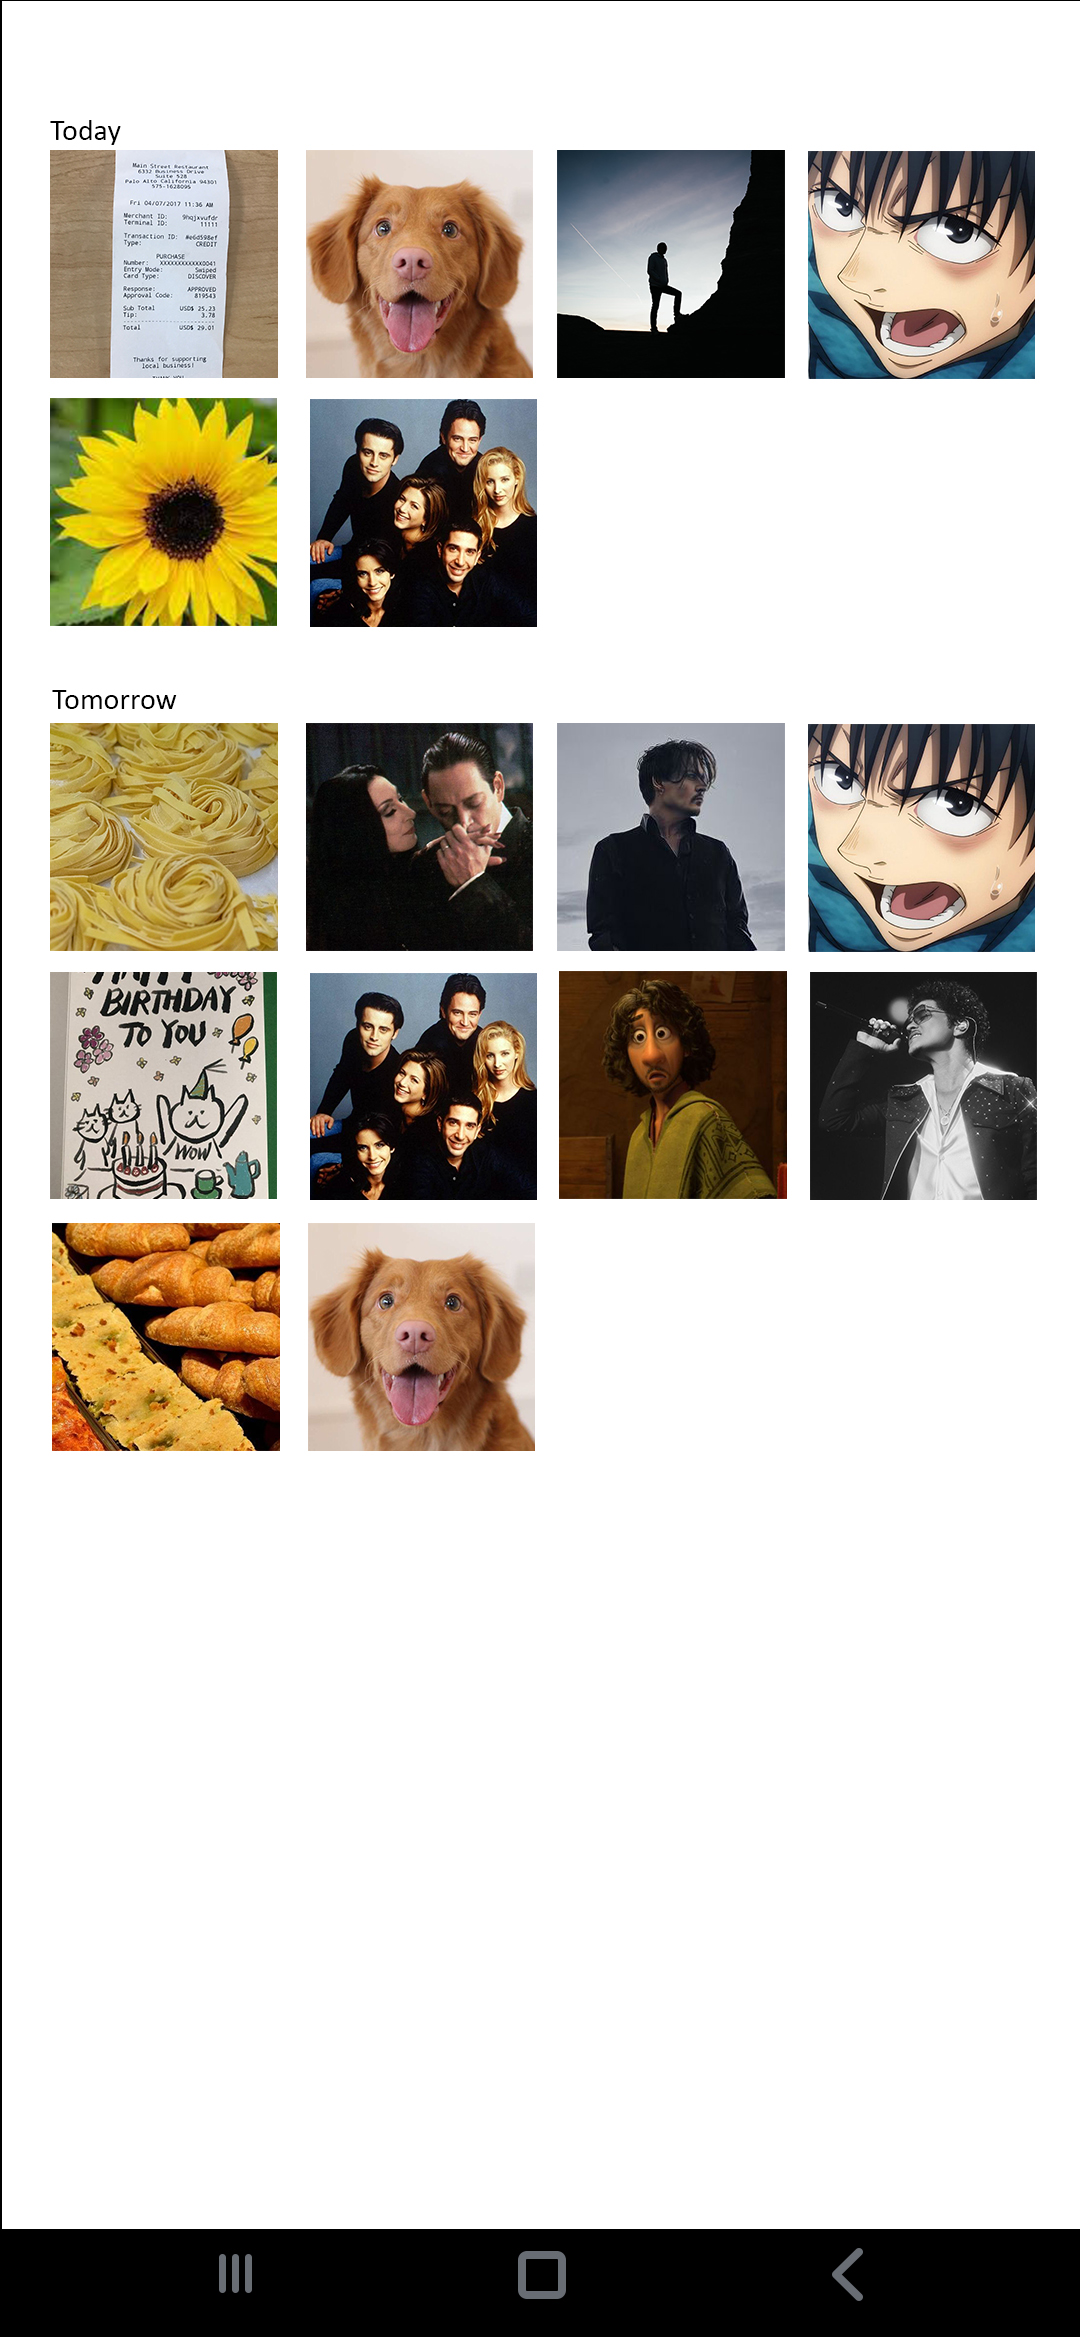 Today
Main Street Restaurant
6332 Business Drive
Suite 528
Palo Alto California 94301
575-1628095
Fri 04/07/2017 11:36 AM
Merchant ID: 9hqjxvufdr
Terminal ID: 11111
Transaction ID: #e6d598ef
Type: CREDIT
PURCHASE
Number: XXXXXXXXXXXX0041
Entry Mode: Swiped
Card Type: DISCOVER
Response: APPROVED
Approval Code: 819543
Sub Total USD$ 25.23
Tip: 3.78
Total USD$ 29.01
Thanks for supporting
local business!
Tomorrow
HAPPY
BIRTHDAY
TO YOU
WOW